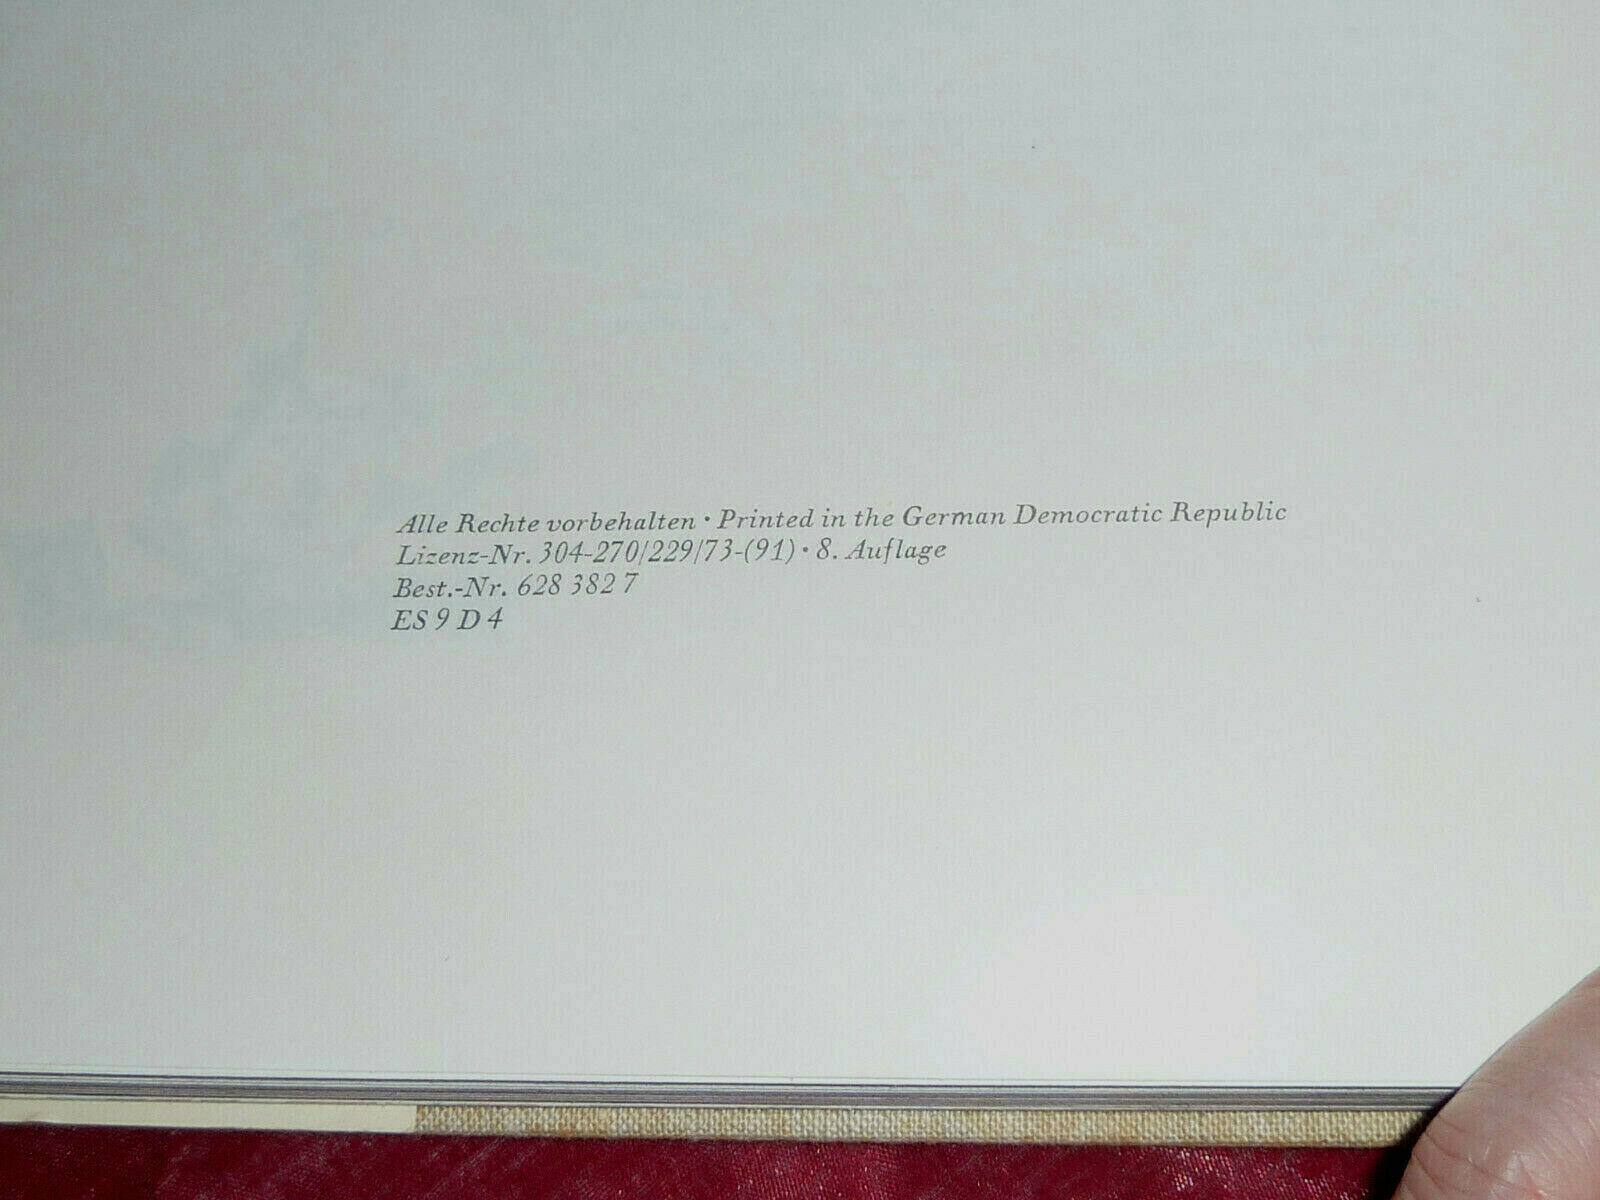 Alle Rechte vorbehalten · Printed in the German Democratic Republic
Lizenz-Nr. 304-270/229/73-(91) · 8. Auflage
Best.-Nr. 628 382 7
ES 9 D 4